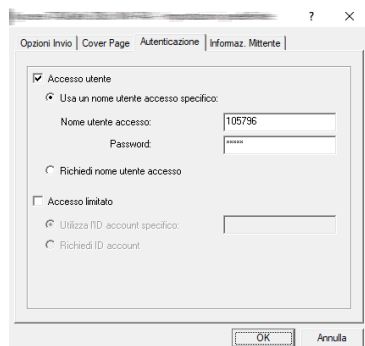 ? ×
Opzioni Invio Cover Page Autenticazione Informaz. Mittente
Accesso utente
Usa un nome utente accesso specifico:
Nome utente accesso: 105796
Password: *****
Richiedi nome utente accesso
Accesso limitato
Utilizza l'ID account specifico:
Richiedi ID account
OK Annulla